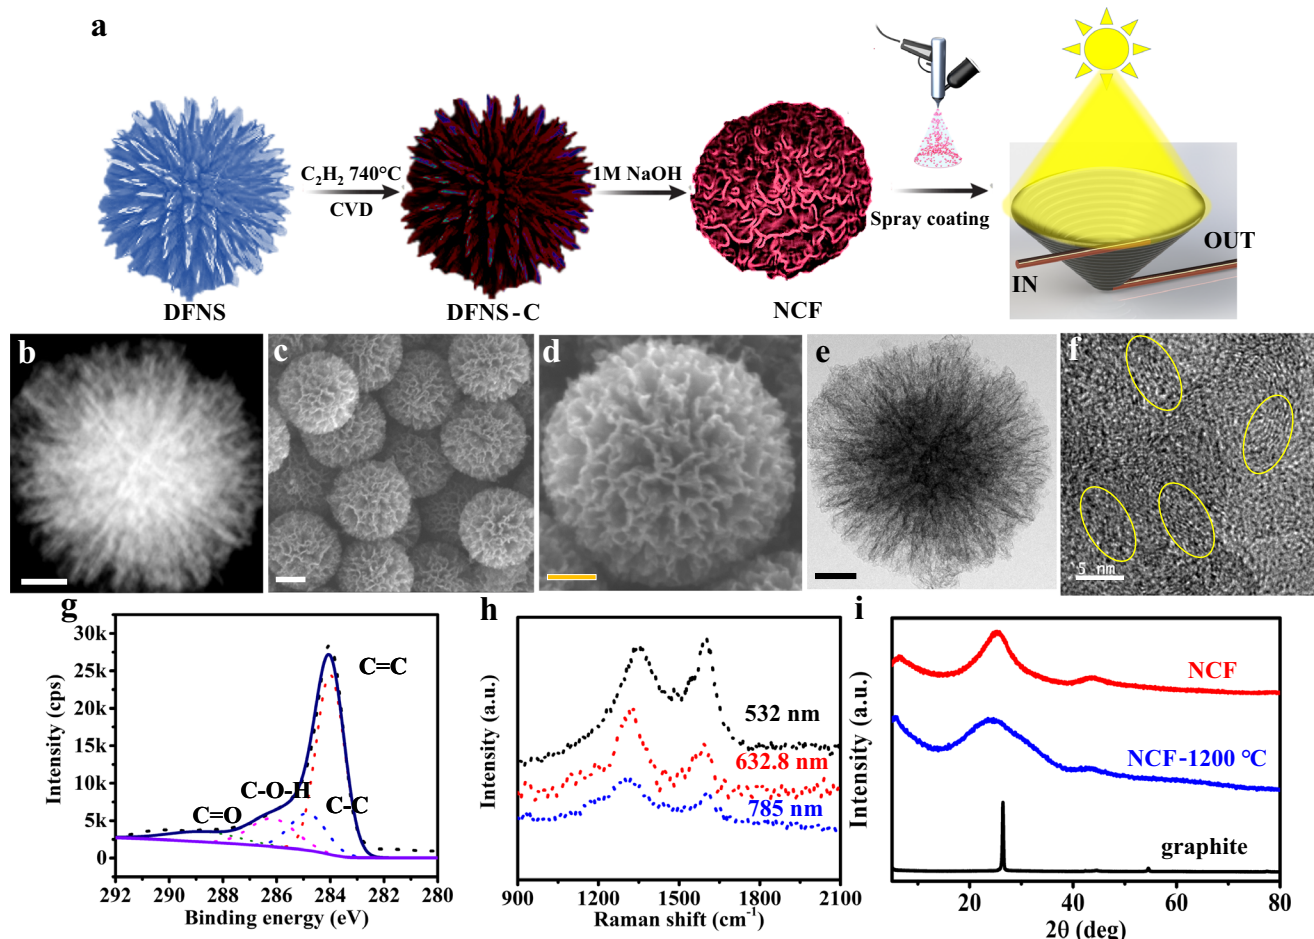 a
C₂H₂ 740°C
CVD
1M NaOH
Spray coating
IN
OUT
DFNS
DFNS-C
NCF
b
c
d
e
f
5 nm
g
30k
25k
20k
15k
10k
5k
0
Intensity (cps)
C=C
C-O-H
C=O
C-C
292
290
288
286
284
282
280
Binding energy (eV)
h
Intensity (a.u.)
532 nm
632.8 nm
785 nm
900
1200
1500
1800
2100
Raman shift (cm⁻¹)
i
Intensity (a.u.)
NCF
NCF-1200 °C
graphite
20
40
60
80
2θ (deg)